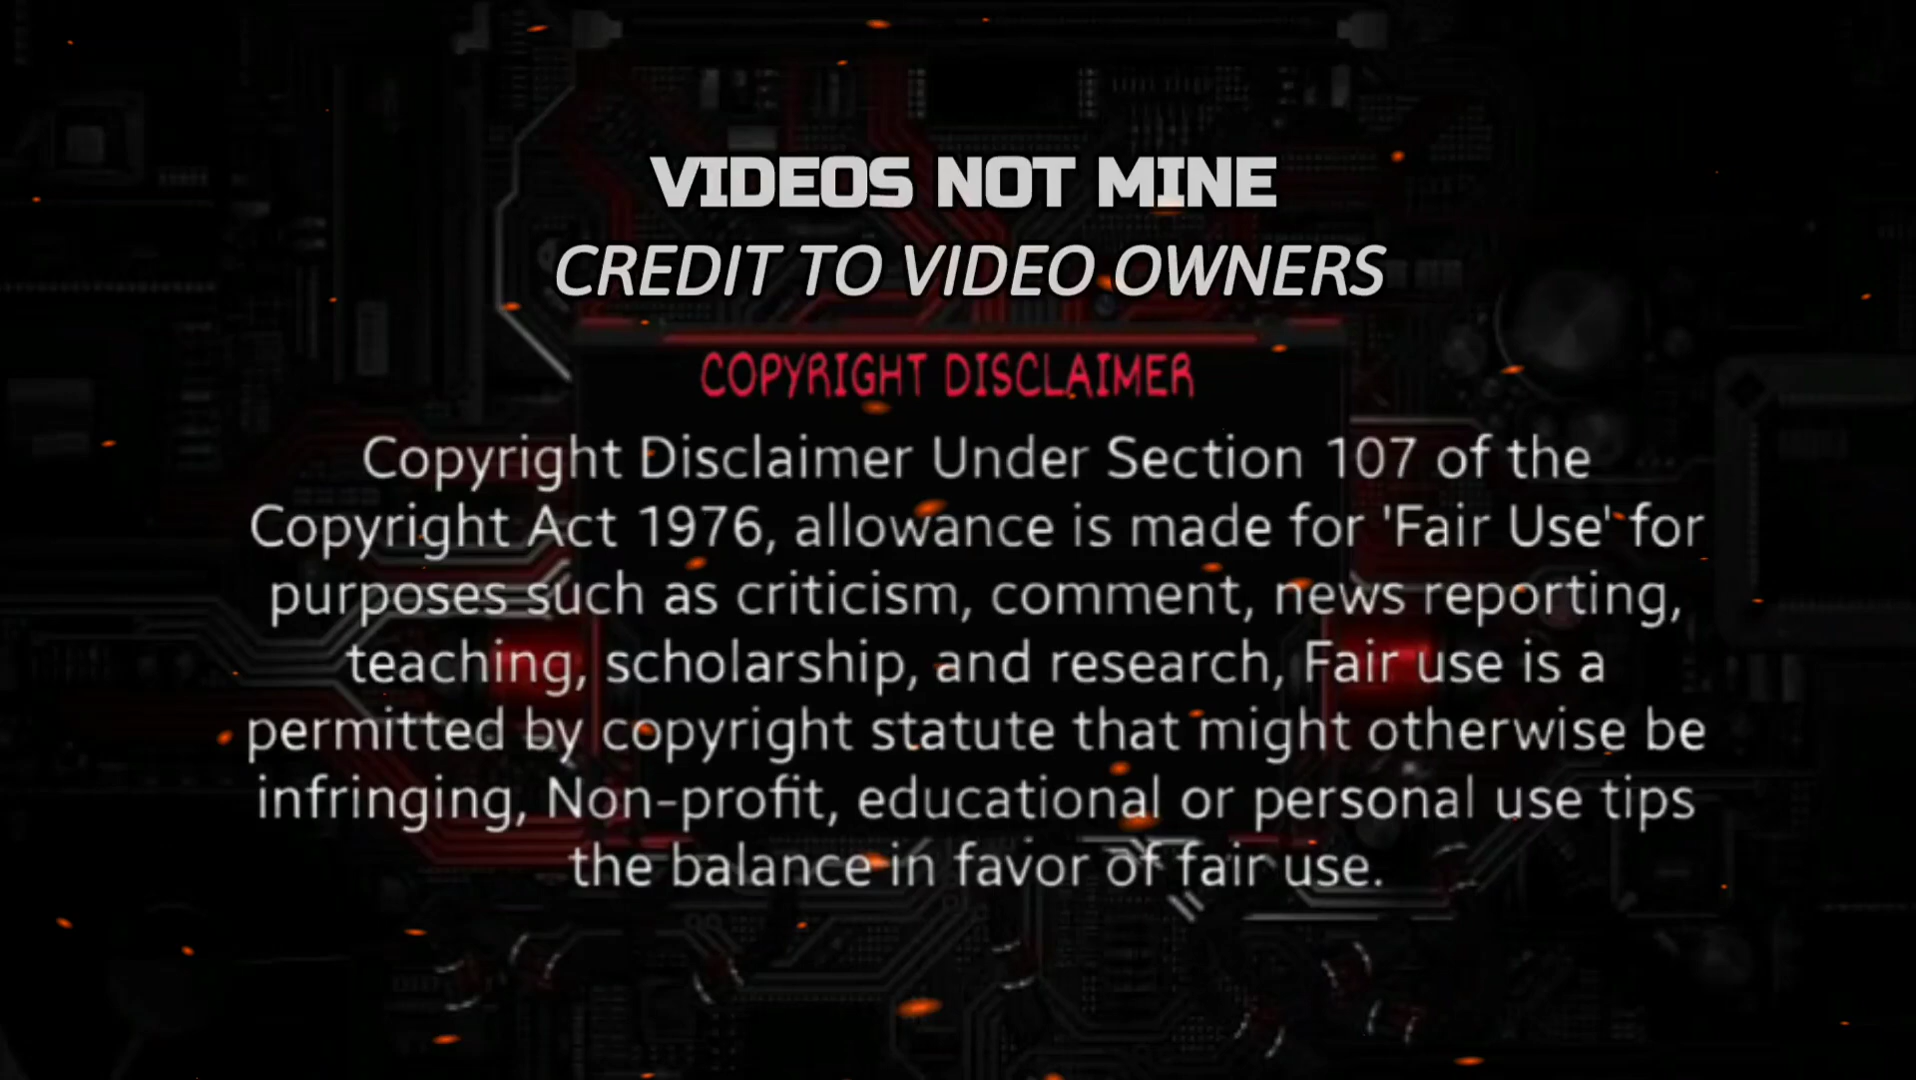 VIDEOS NOT MINE
CREDIT TO VIDEO OWNERS
COPYRIGHT DISCLAIMER
Copyright Disclaimer Under Section 107 of the
Copyright Act 1976, allowance is made for 'Fair Use' for
purposes such as criticism, comment, news reporting,
teaching, scholarship, and research, Fair use is a
permitted by copyright statute that might otherwise be
infringing, Non-profit, educational or personal use tips
the balance in favor of fair use.